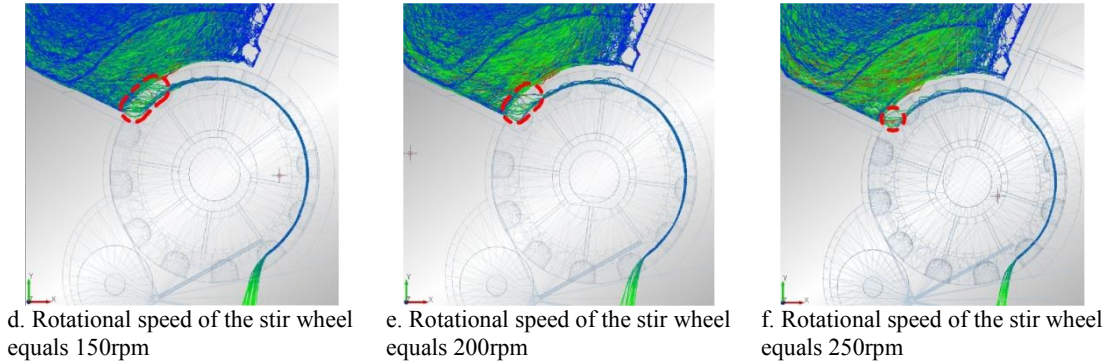 Y
X
Y
X
Y
X
d. Rotational speed of the stir wheel
equals 150rpm
e. Rotational speed of the stir wheel
equals 200rpm
f. Rotational speed of the stir wheel
equals 250rpm